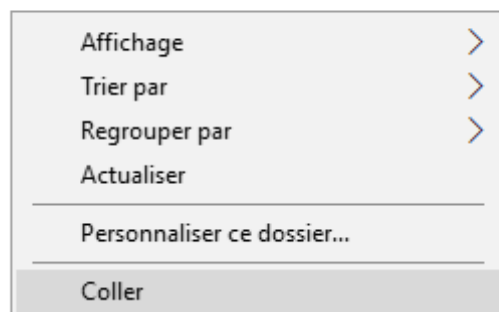 Affichage
Trier par
Regrouper par
Actualiser
Personnaliser ce dossier...
Coller